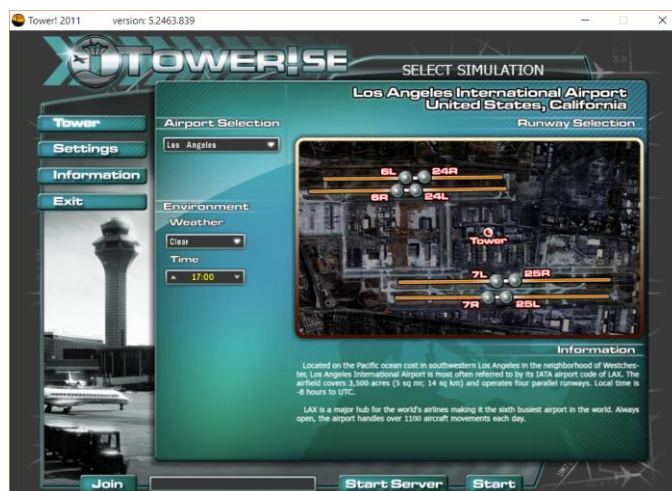 Tower! 2011 version: 5.2463.839
TOWER!SE
SELECT SIMULATION
Los Angeles International Airport
United States, California
Tower
Settings
Information
Exit
Airport Selection
Los Angeles
Environment
Weather
Clear
Time
17:00
Runway Selection
6L 24R
6R 24L
Tower
7L 25R
7R 25L
Information
Located on the Pacific ocean cost in southwestern Los Angeles in the neighborhood of Westches-
ter, Los Angeles International Airport is most often referred to by its IATA airport code of LAX. The
airfield covers 3,500 acres (5 sq mi; 14 sq km) and operates four parallel runways. Local time is
-8 hours to UTC.
LAX is a major hub for the world's airlines making it the sixth busiest airport in the world. Always
open, the airport handles over 1100 aircraft movements each day.
Join
Start Server
Start